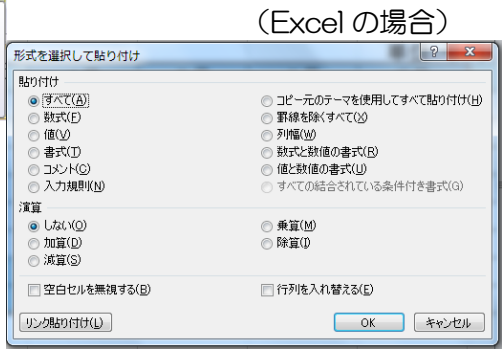 （Excel の場合）
形式を選択して貼り付け
貼り付け
すべて(A)
コピー元のテーマを使用してすべて貼り付け(H)
数式(F)
罫線を除くすべて(X)
値(V)
列幅(W)
書式(T)
数式と数値の書式(R)
コメント(C)
値と数値の書式(U)
入力規則(N)
すべての結合されている条件付き書式(G)
演算
しない(O)
乗算(M)
加算(D)
除算(I)
減算(S)
空白セルを無視する(B)
行列を入れ替える(E)
リンク貼り付け(L)
OK
キャンセル